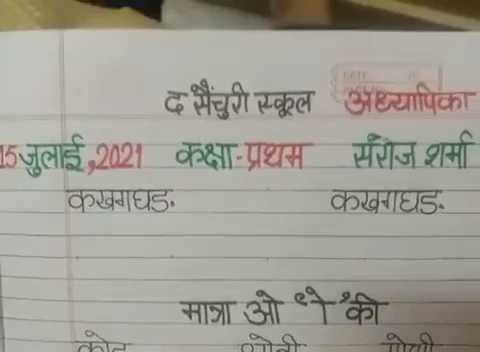 द सैंचुरी स्कूल अध्यापिका
15 जुलाई, 2021 कक्षा-प्रथम सरोज शर्मा
कखगघङ. कखगघङ.
मात्रा ओ "ो" की